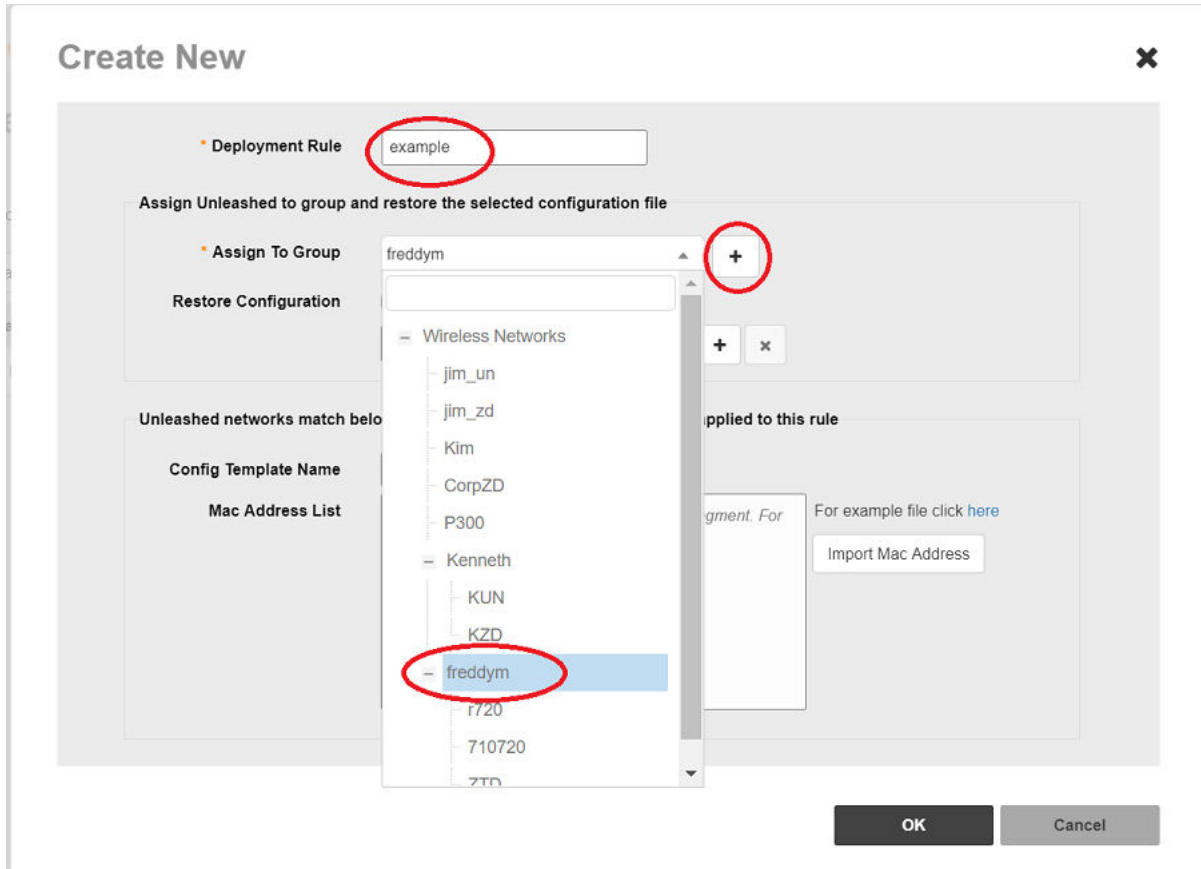 Create New
* Deployment Rule example
Assign Unleashed to group and restore the selected configuration file
* Assign To Group freddym
Restore Configuration
Wireless Networks
jim_un
jim_zd
Kim
CorpZD
P300
Kenneth
KUN
KZD
freddym
r720
710720
ZTD
Unleashed networks match belo
pplied to this rule
Config Template Name
Mac Address List
gment. For
For example file click here
Import Mac Address
OK
Cancel